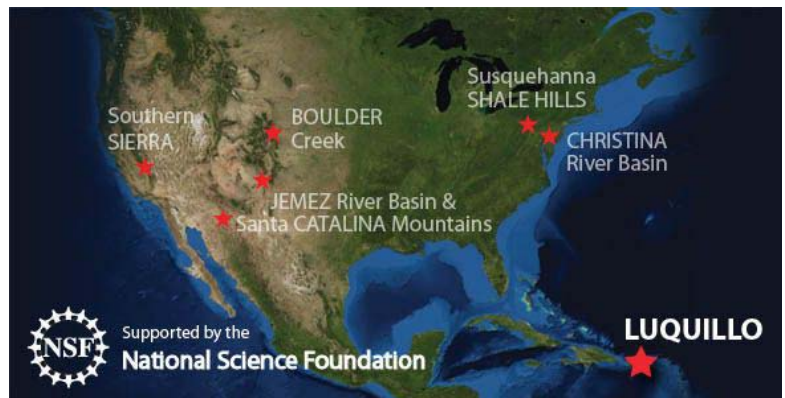 Susquehanna
SHALE HILLS
Southern
SIERRA
BOULDER
Creek
CHRISTINA
River Basin
JEMEZ River Basin &
Santa CATALINA Mountains
LUQUILLO
NSF
Supported by the
National Science Foundation